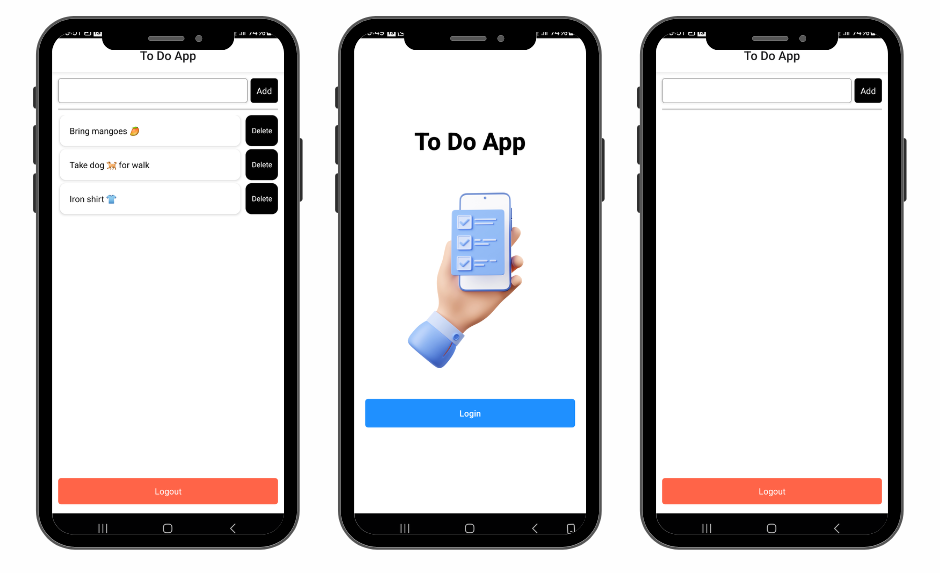 To Do App
Add
Bring mangoes 🥭 Delete
Take dog 🐕 for walk Delete
Iron shirt 👕 Delete
Logout
To Do App
Login
To Do App
Add
Logout